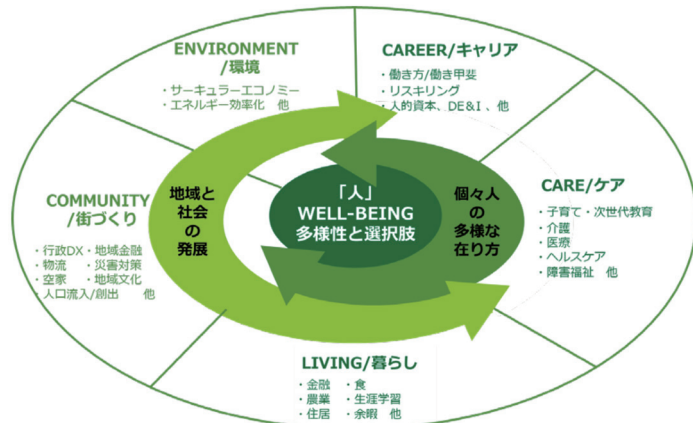 ENVIRONMENT
/環境
・サーキュラーエコノミー
・エネルギー効率化 他
CAREER/キャリア
・働き方/働き甲斐
・リスキリング
・人的資本、DE&I 、他
COMMUNITY
/街づくり
・行政DX ・地域金融
・物流 ・災害対策
・空家 ・地域文化
・人口流入/創出 他
地域と
社会
の
発展
「人」
WELL-BEING
多様性と選択肢
個々人
の
多様な
在り方
CARE/ケア
・子育て・次世代教育
・介護
・医療
・ヘルスケア
・障害福祉 他
LIVING/暮らし
・金融 ・食
・農業 ・生涯学習
・住居 ・余暇 他